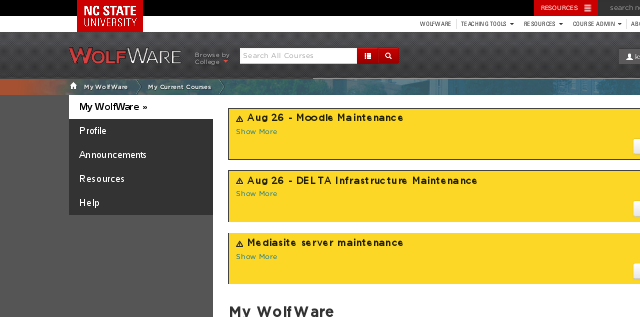 NC STATE
UNIVERSITY
RESOURCES
search
WOLFWARE TEACHING TOOLS RESOURCES COURSE ADMIN
WOLFWARE
Browse by
College
Search All Courses
My WolfWare My Current Courses
My WolfWare »
Profile
Announcements
Resources
Help
Aug 26 - Moodle Maintenance
Show More
Aug 26 - DELTA Infrastructure Maintenance
Show More
Mediasite server maintenance
Show More
My WolfWare